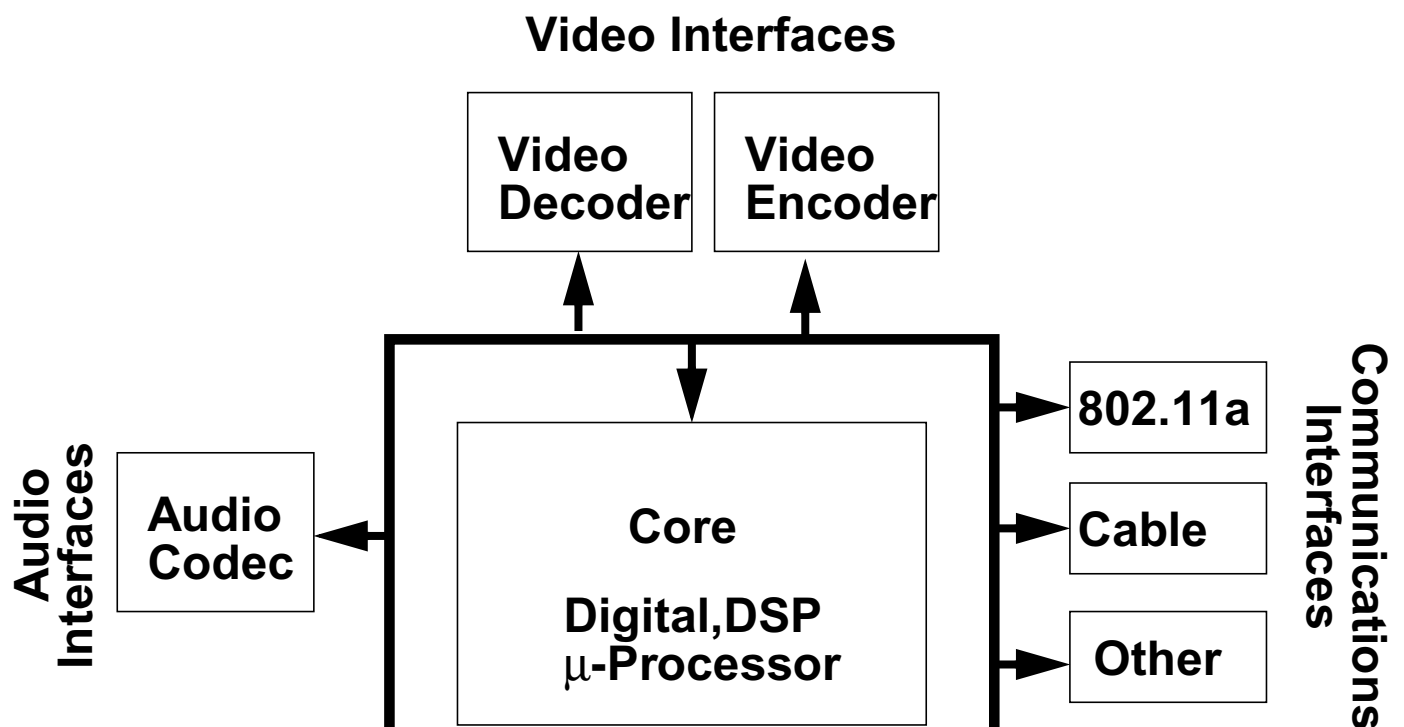 Video Interfaces
Video
Decoder
Video
Encoder
Audio
Interfaces
Audio
Codec
Core
Digital,DSP
μ-Processor
802.11a
Cable
Other
Communications
Interfaces